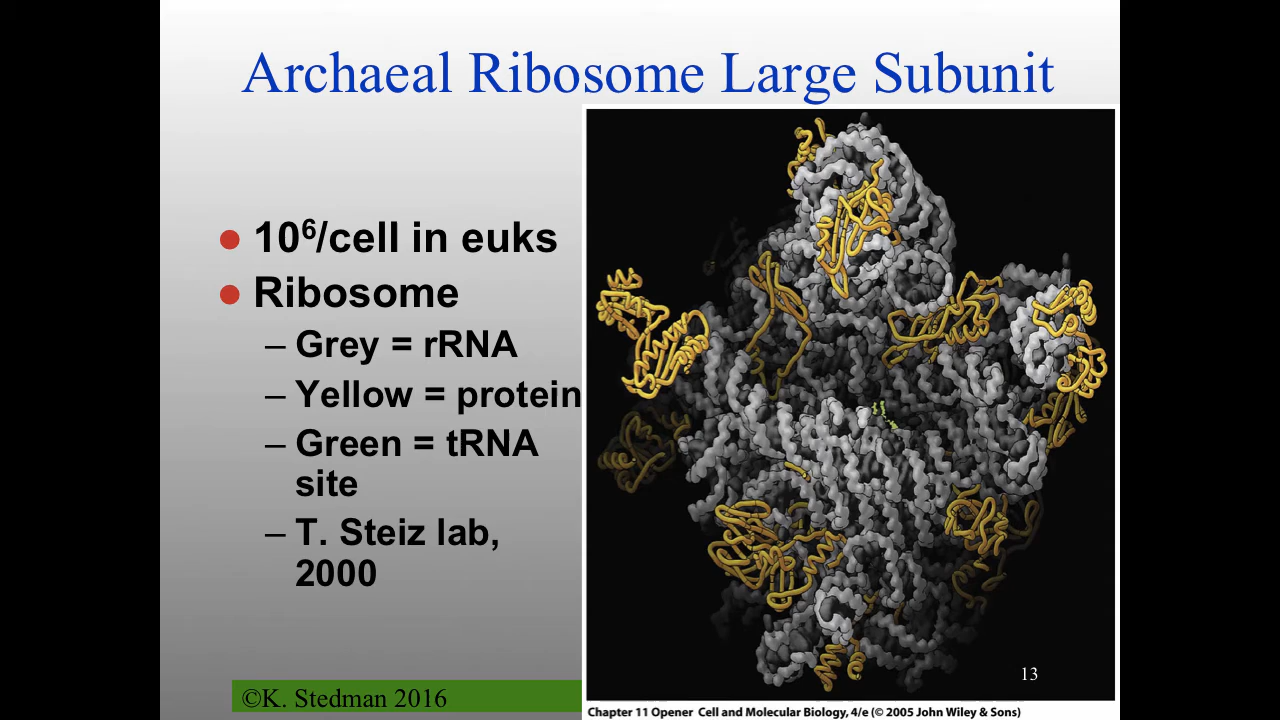 Archaeal Ribosome Large Subunit
● 10⁶/cell in euks
● Ribosome
– Grey = rRNA
– Yellow = protein
– Green = tRNA
site
– T. Steiz lab,
2000
13
©K. Stedman 2016
Chapter 11 Opener Cell and Molecular Biology, 4/e (© 2005 John Wiley & Sons)